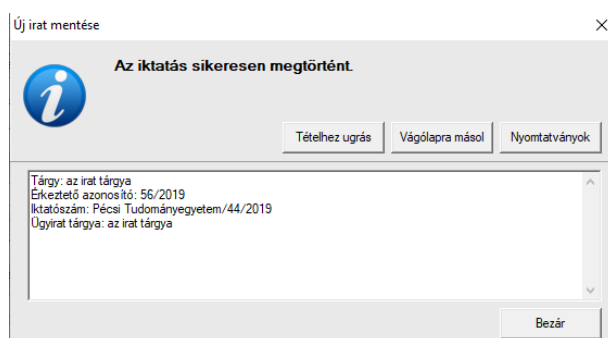 Új irat mentése
Az iktatás sikeresen megtörtént.
Tételhez ugrás
Vágólapra másol
Nyomtatványok
Tárgy: az irat tárgya
Érkeztető azonosító: 56/2019
Iktatószám: Pécsi Tudományegyetem/44/2019
Ügyirat tárgya: az irat tárgya
Bezár